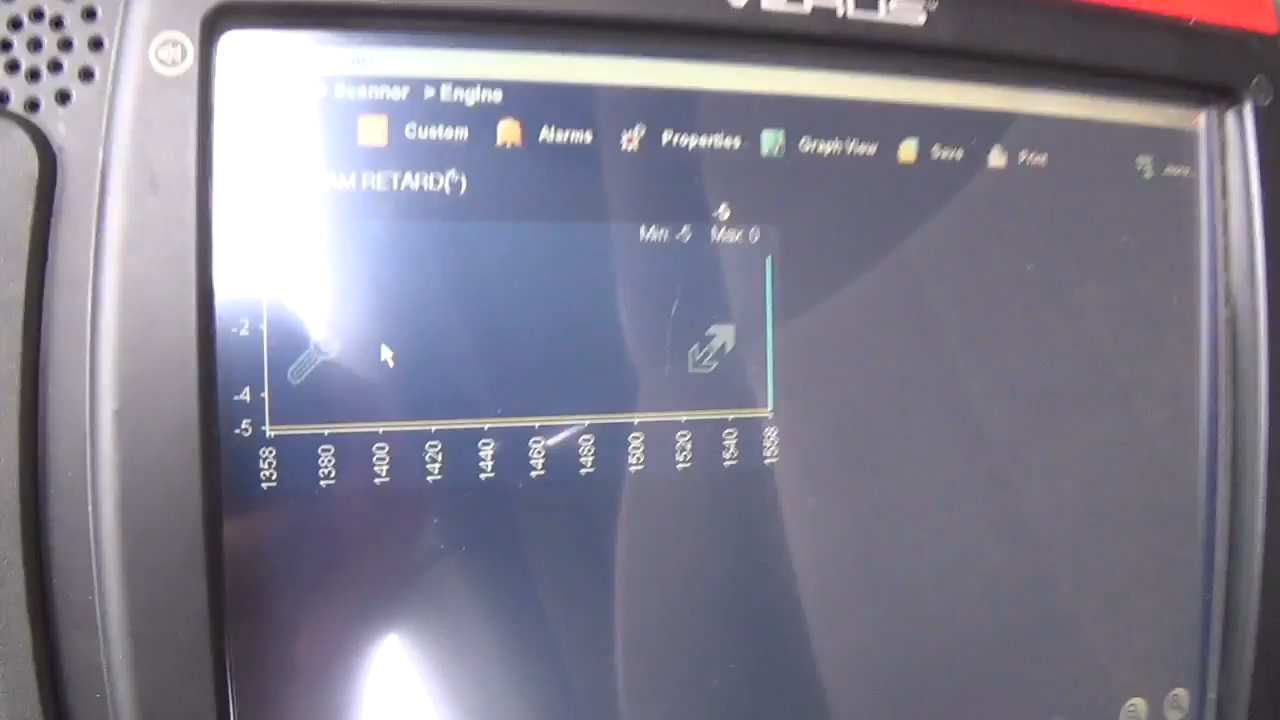 VERUS
Scanner > Engine
Custom Alarms Properties Graph View Save Print
AM RETARD(°)
Min -5 Max 0
-2
-4
-5
1358 1380 1400 1420 1440 1460 1480 1500 1520 1540 1558